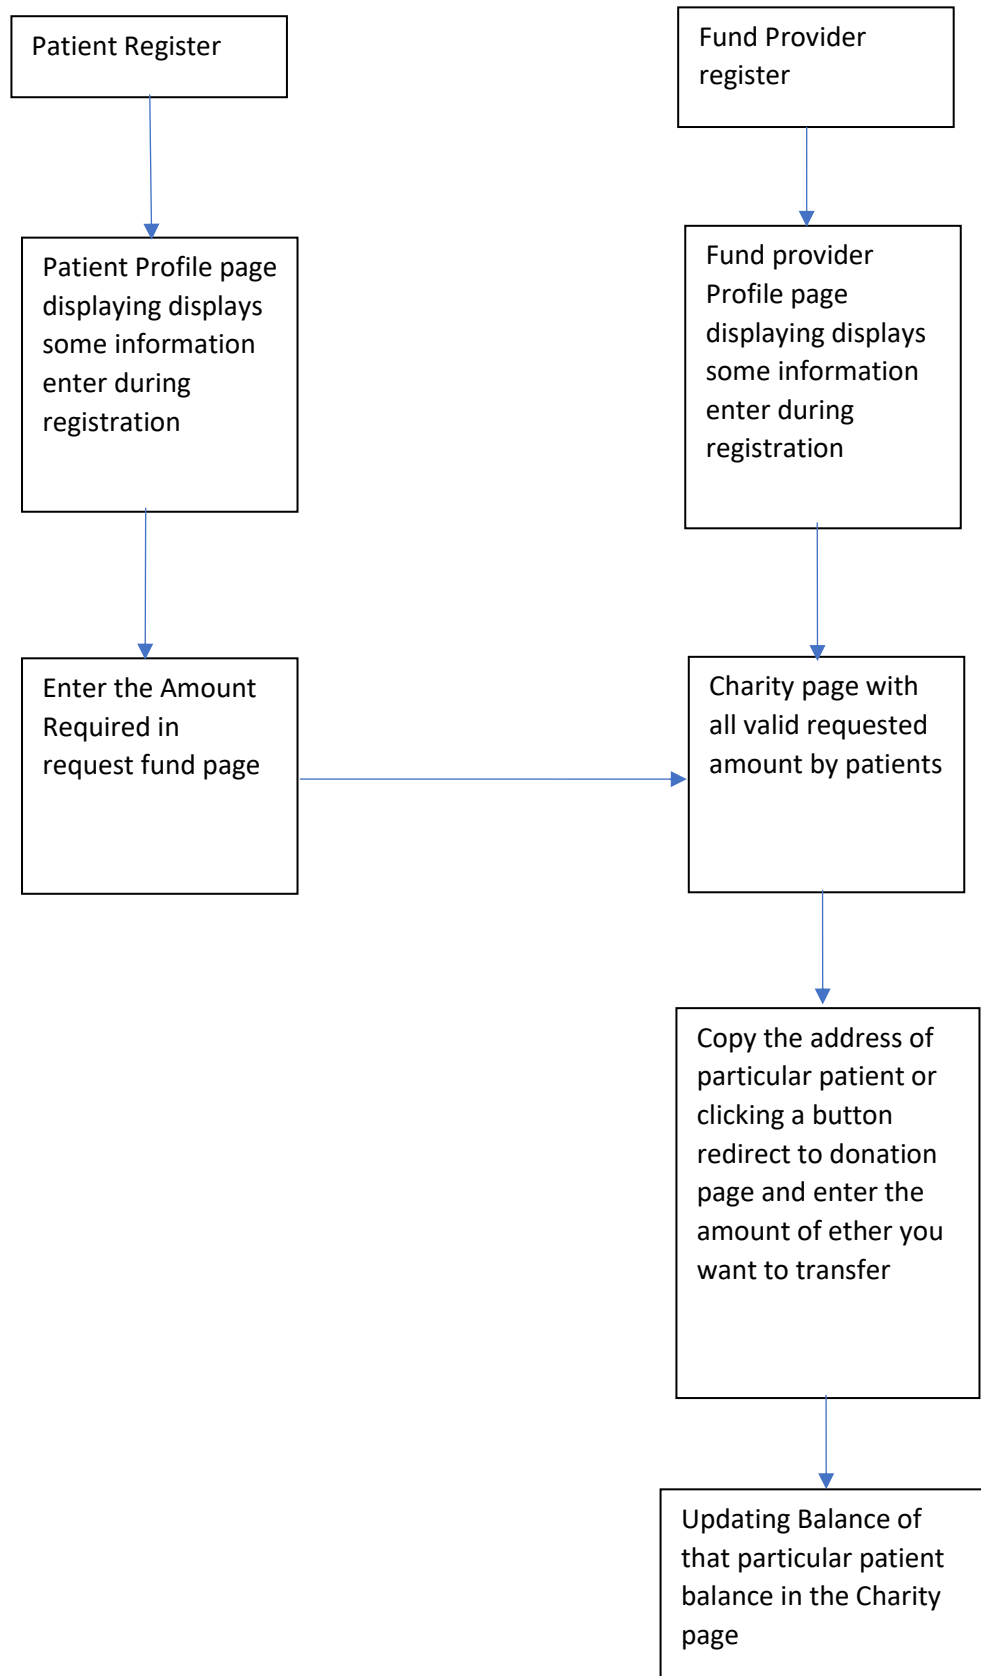 Patient Register
Fund Provider
register
Patient Profile page
displaying displays
some information
enter during
registration
Fund provider
Profile page
displaying displays
some information
enter during
registration
Enter the Amount
Required in
request fund page
Charity page with
all valid requested
amount by patients
Copy the address of
particular patient or
clicking a button
redirect to donation
page and enter the
amount of ether you
want to transfer
Updating Balance of
that particular patient
balance in the Charity
page